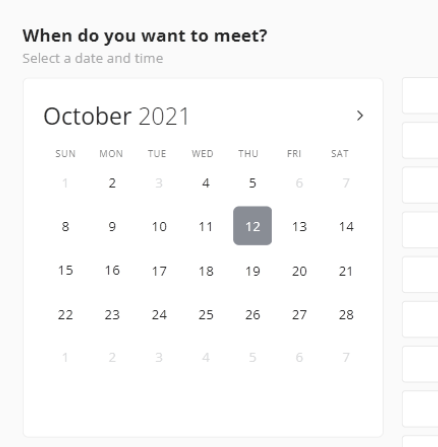 When do you want to meet?
Select a date and time
October 2021
SUN MON TUE WED THU FRI SAT
1 2 3 4 5 6 7
8 9 10 11 12 13 14
15 16 17 18 19 20 21
22 23 24 25 26 27 28
1 2 3 4 5 6 7